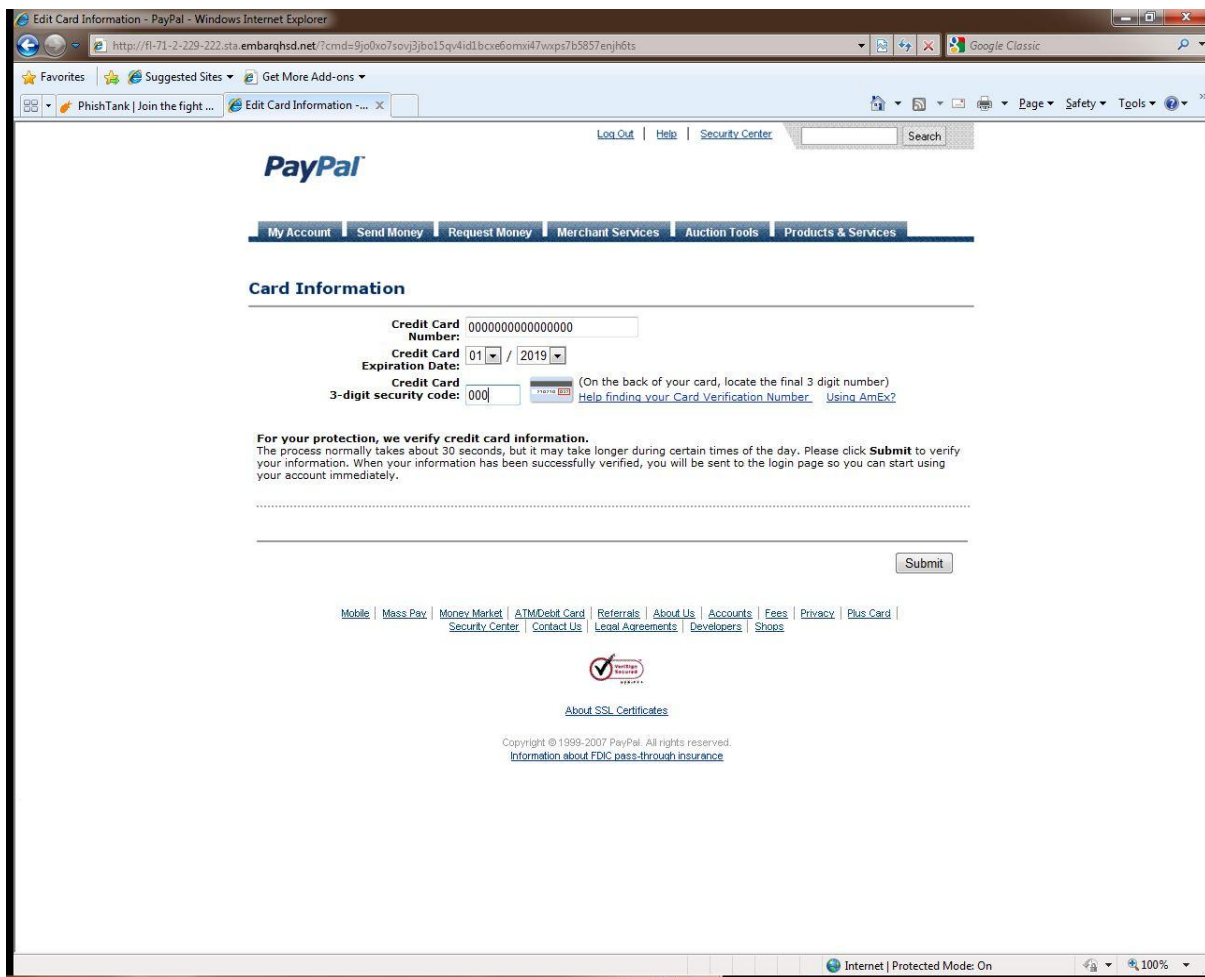 Edit Card Information - PayPal - Windows Internet Explorer
http://fl-71-2-229-222.sta.embarqhsd.net/?cmd=9jo0xo7sovj3jbo15qv4id1bcxe6omxi47wxps7b5857enjh6ts
Google Classic
Favorites Suggested Sites Get More Add-ons
PhishTank | Join the fight ... Edit Card Information -... X
Page Safety Tools
Log Out | Help | Security Center
Search
PayPal
My Account Send Money Request Money Merchant Services Auction Tools Products & Services
Card Information
Credit Card
Number: 0000000000000000
Credit Card
Expiration Date: 01 / 2019
Credit Card
3-digit security code: 000
(On the back of your card, locate the final 3 digit number)
Help finding your Card Verification Number Using AmEx?
For your protection, we verify credit card information.
The process normally takes about 30 seconds, but it may take longer during certain times of the day. Please click Submit to verify
your information. When your information has been successfully verified, you will be sent to the login page so you can start using
your account immediately.
Submit
Mobile | Mass Pay | Money Market | ATM/Debit Card | Referrals | About Us | Accounts | Fees | Privacy | Plus Card |
Security Center | Contact Us | Legal Agreements | Developers | Shops
VeriSign
Secured
About SSL Certificates
Copyright © 1999-2007 PayPal. All rights reserved.
Information about FDIC pass-through insurance
Internet | Protected Mode: On
100%